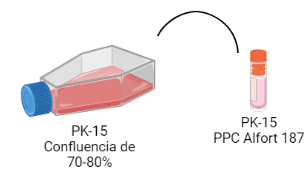 PK-15
Confluencia de
70-80%
PK-15
PPC Alfort 187